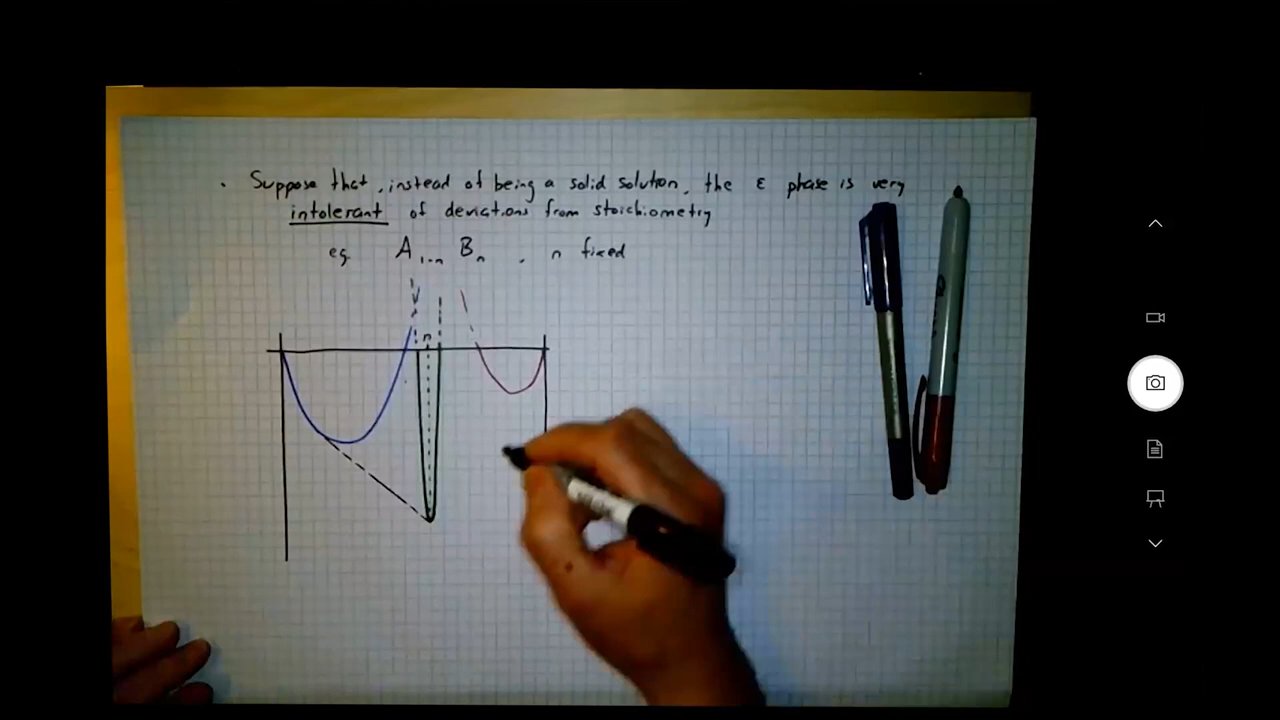 . Suppose that, instead of being a solid solution, the ε phase is very
intolerant of deviations from stoichiometry
eg. A1-n Bn , n fixed
n